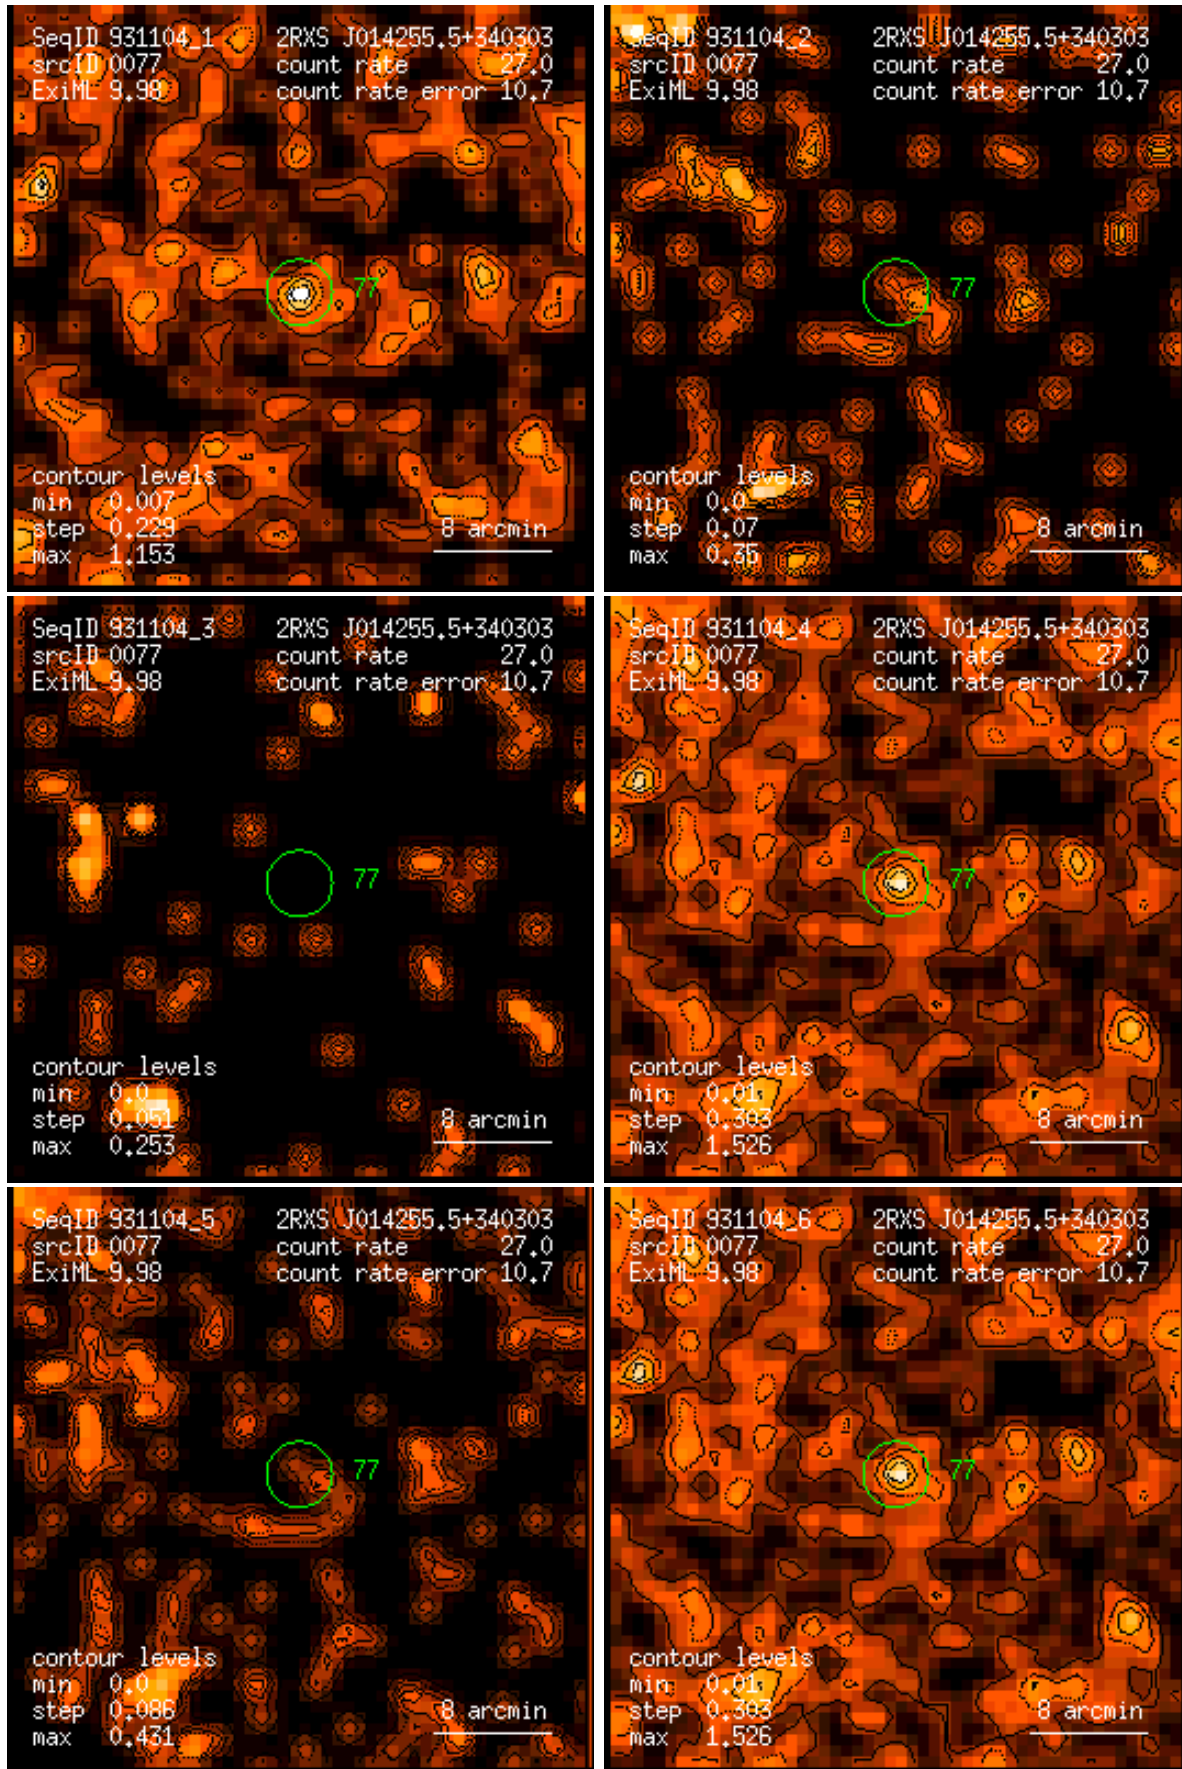 SeqID 931104_1 2RXS J014255.5+340303
srcID 0077 count rate 27.0
ExiML 9.98 count rate error 10.7
77
contour levels
min 0.007
step 0.229
max 1.153
8 arcmin
SeqID 931104_2 2RXS J014255.5+340303
srcID 0077 count rate 27.0
ExiML 9.98 count rate error 10.7
77
contour levels
min 0.0
step 0.07
max 0.35
8 arcmin
SeqID 931104_3 2RXS J014255.5+340303
srcID 0077 count rate 27.0
ExiML 9.98 count rate error 10.7
77
contour levels
min 0.0
step 0.051
max 0.253
8 arcmin
SeqID 931104_4 2RXS J014255.5+340303
srcID 0077 count rate 27.0
ExiML 9.98 count rate error 10.7
77
contour levels
min 0.01
step 0.303
max 1.526
8 arcmin
SeqID 931104_5 2RXS J014255.5+340303
srcID 0077 count rate 27.0
ExiML 9.98 count rate error 10.7
77
contour levels
min 0.0
step 0.086
max 0.431
8 arcmin
SeqID 931104_6 2RXS J014255.5+340303
srcID 0077 count rate 27.0
ExiML 9.98 count rate error 10.7
77
contour levels
min 0.01
step 0.303
max 1.526
8 arcmin